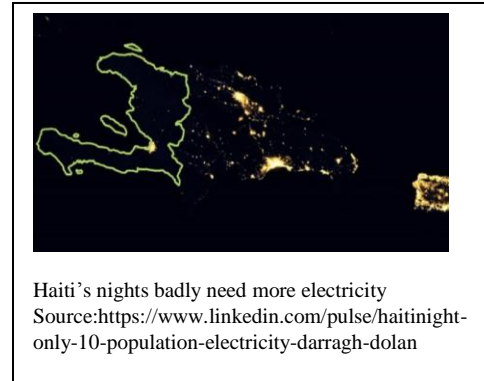 Haiti's nights badly need more electricity
Source:https://www.linkedin.com/pulse/haitinight-
only-10-population-electricity-darragh-dolan